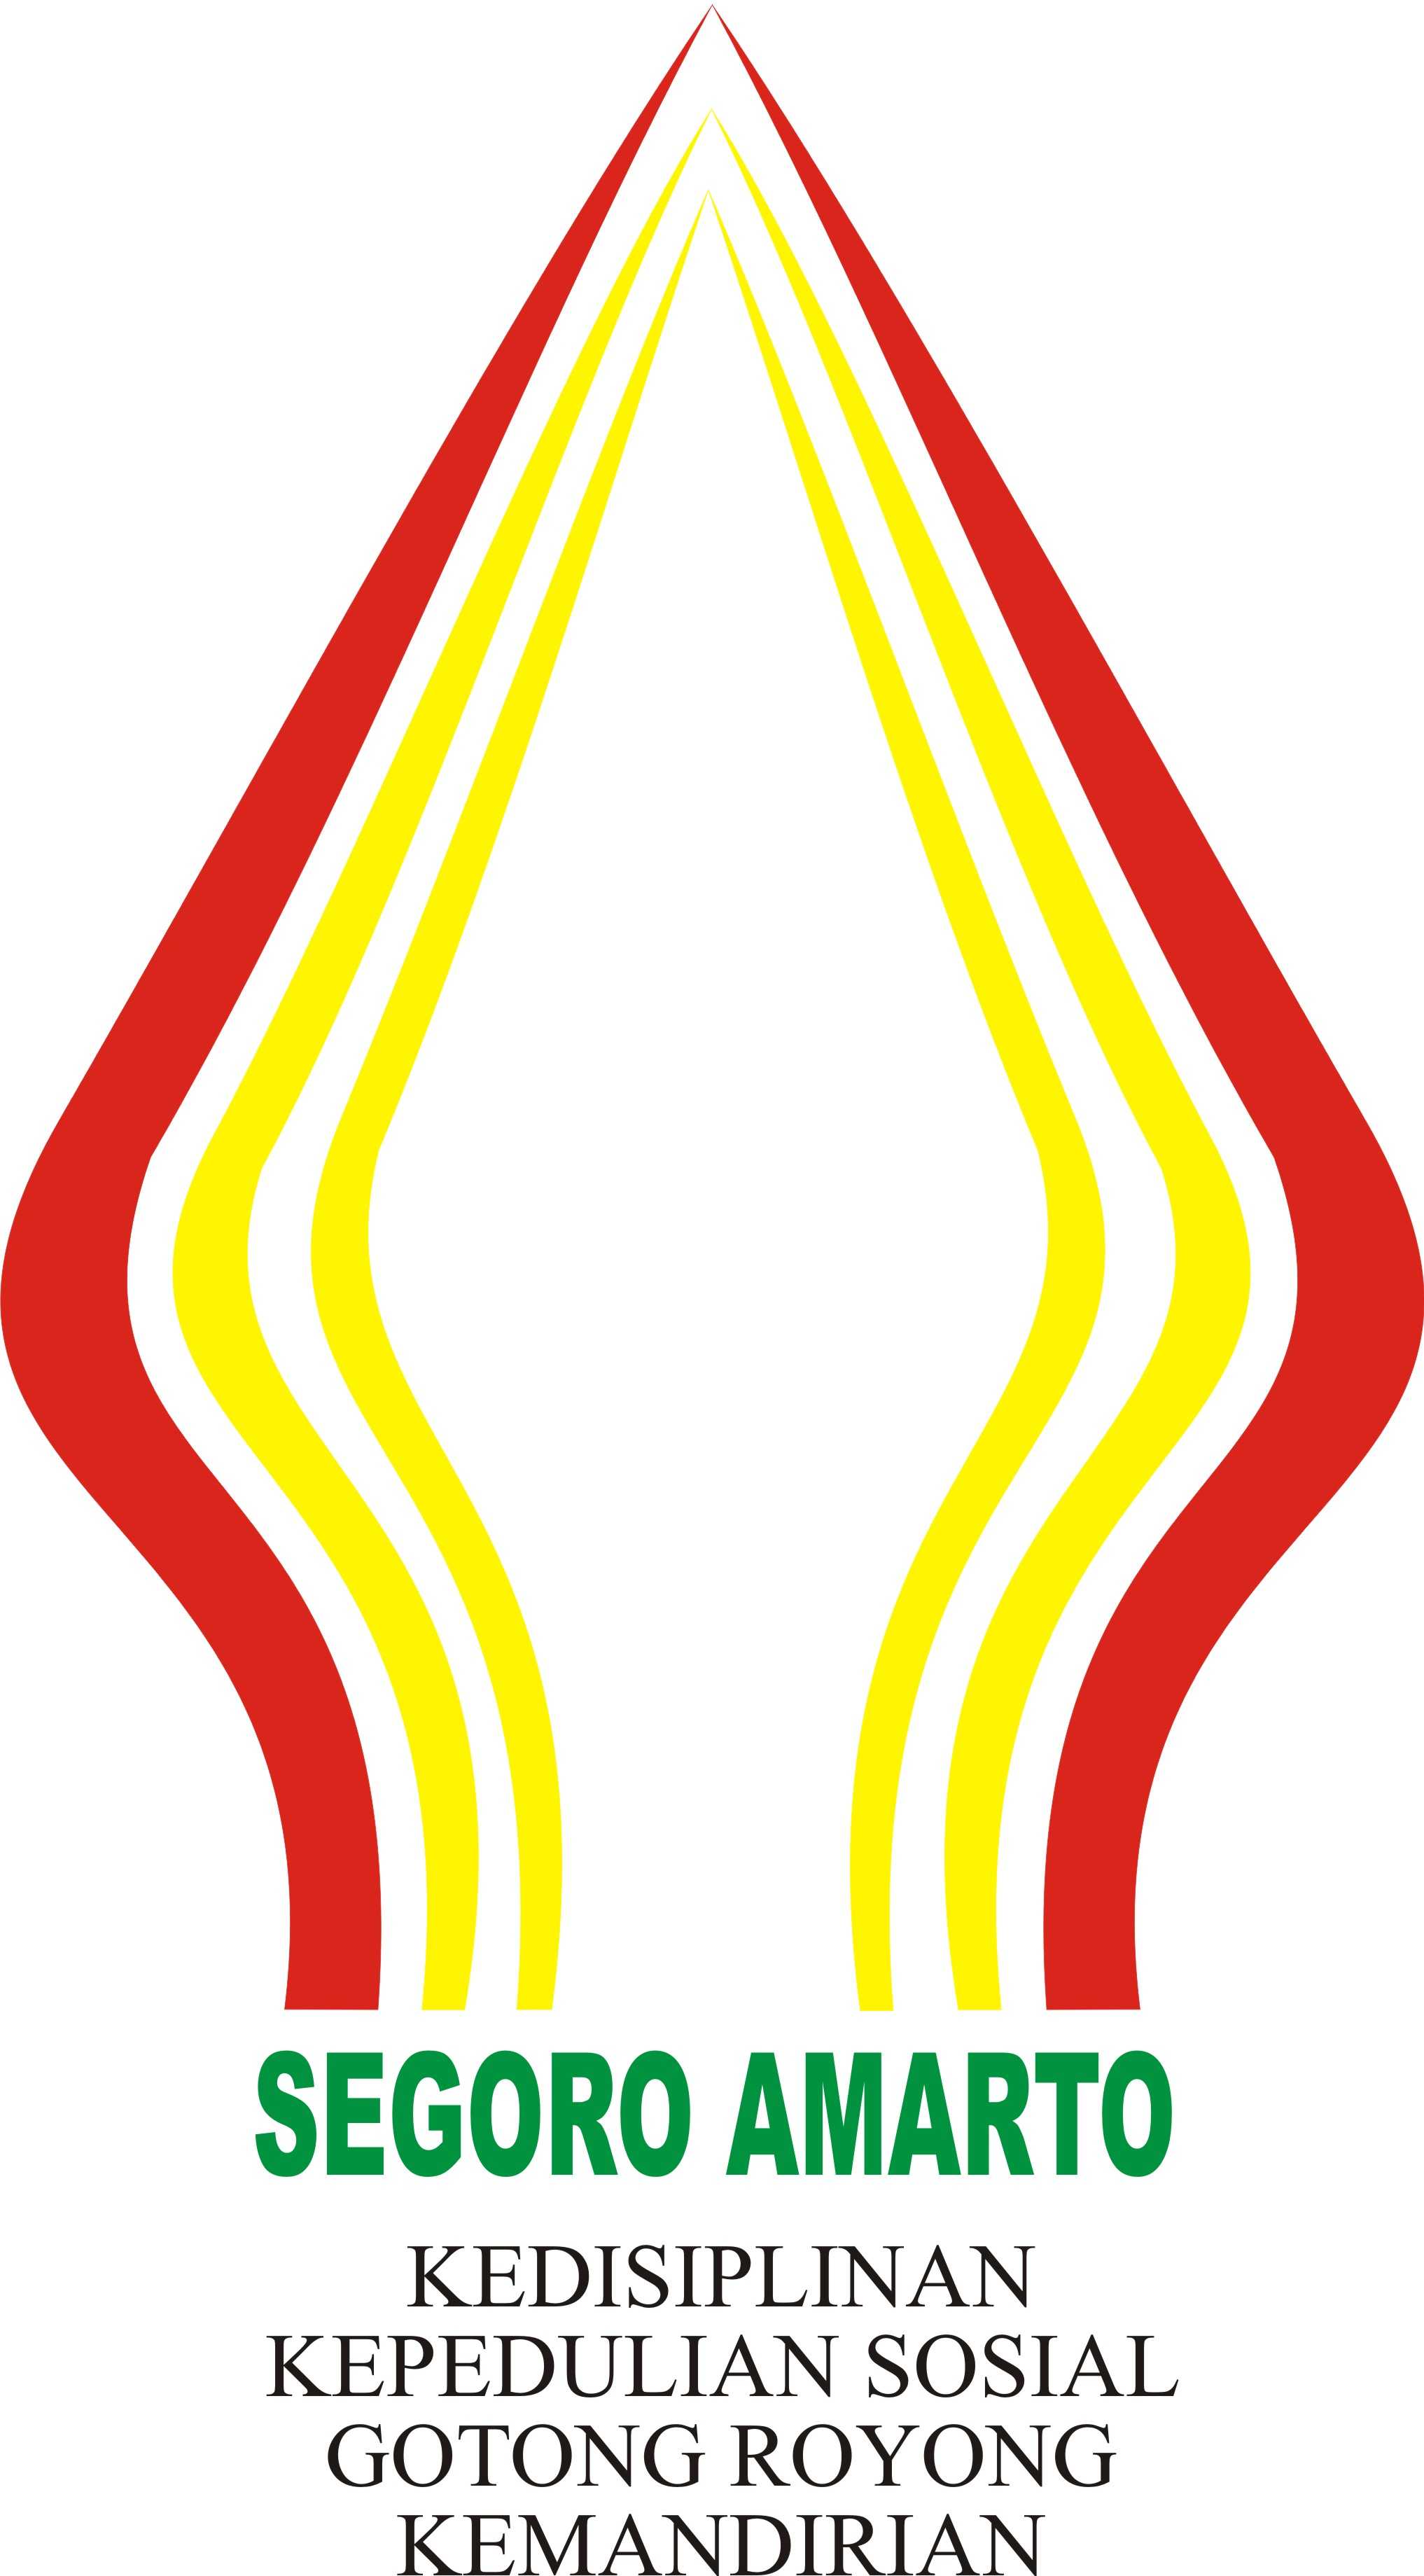 SEGORO AMARTO
KEDISIPLINAN
KEPEDULIAN SOSIAL
GOTONG ROYONG
KEMANDIRIAN